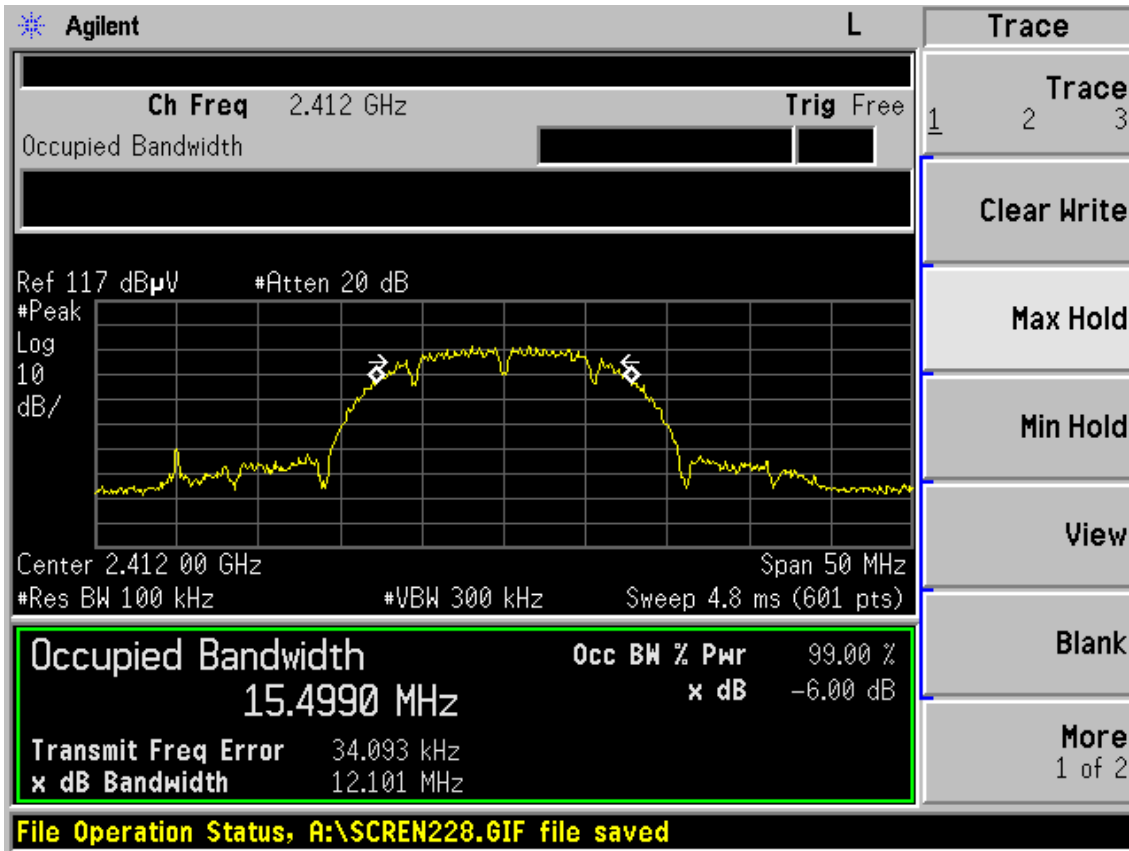 Agilent
L
Trace
Ch Freq 2.412 GHz
Trig Free
Occupied Bandwidth
Trace
1 2 3
Clear Write
Max Hold
Min Hold
View
Blank
More
1 of 2
Ref 117 dBµV #Atten 20 dB
#Peak
Log
10
dB/
Center 2.412 00 GHz Span 50 MHz
#Res BW 100 kHz #VBW 300 kHz Sweep 4.8 ms (601 pts)
Occupied Bandwidth
15.4990 MHz
Occ BW % Pwr 99.00 %
x dB -6.00 dB
Transmit Freq Error 34.093 kHz
x dB Bandwidth 12.101 MHz
File Operation Status, A:\SCREN228.GIF file saved